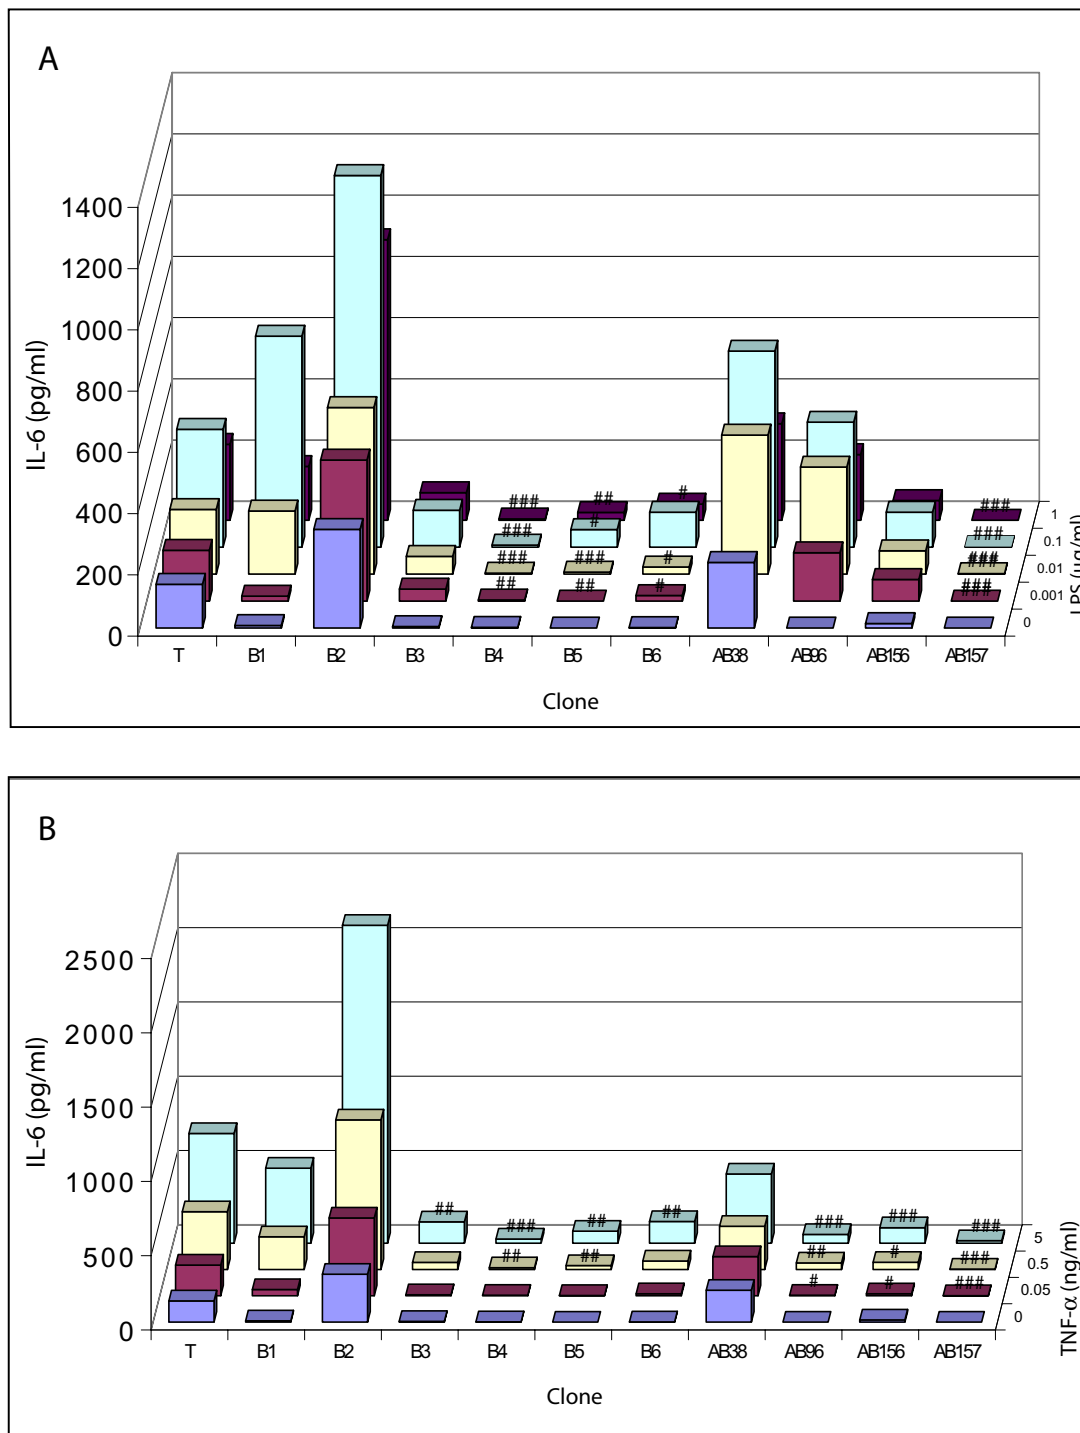 A
1400
1200
1000
800
600
400
200
0
IL-6 (pg/ml)
### ## # ###
### # ###
### ### # ###
## ## # ###
1
0.1
0.01
0.001
0
LPS (μg/ml)
T B1 B2 B3 B4 B5 B6 AB38 AB96 AB156 AB157
Clone
B
2500
2000
1500
1000
500
0
IL-6 (pg/ml)
## ### ## ## ### ### ###
## ## ## # ###
# # ###
5
0.5
0.05
0
TNF-α (ng/ml)
T B1 B2 B3 B4 B5 B6 AB38 AB96 AB156 AB157
Clone